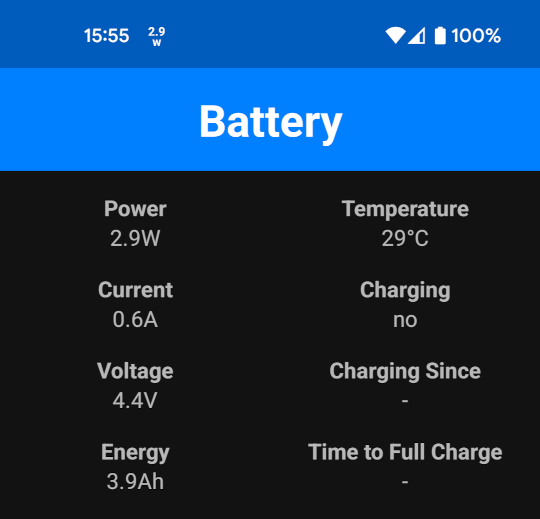 15:55 2.9 W 100%
Battery
Power Temperature
2.9W 29°C
Current Charging
0.6A no
Voltage Charging Since
4.4V -
Energy Time to Full Charge
3.9Ah -